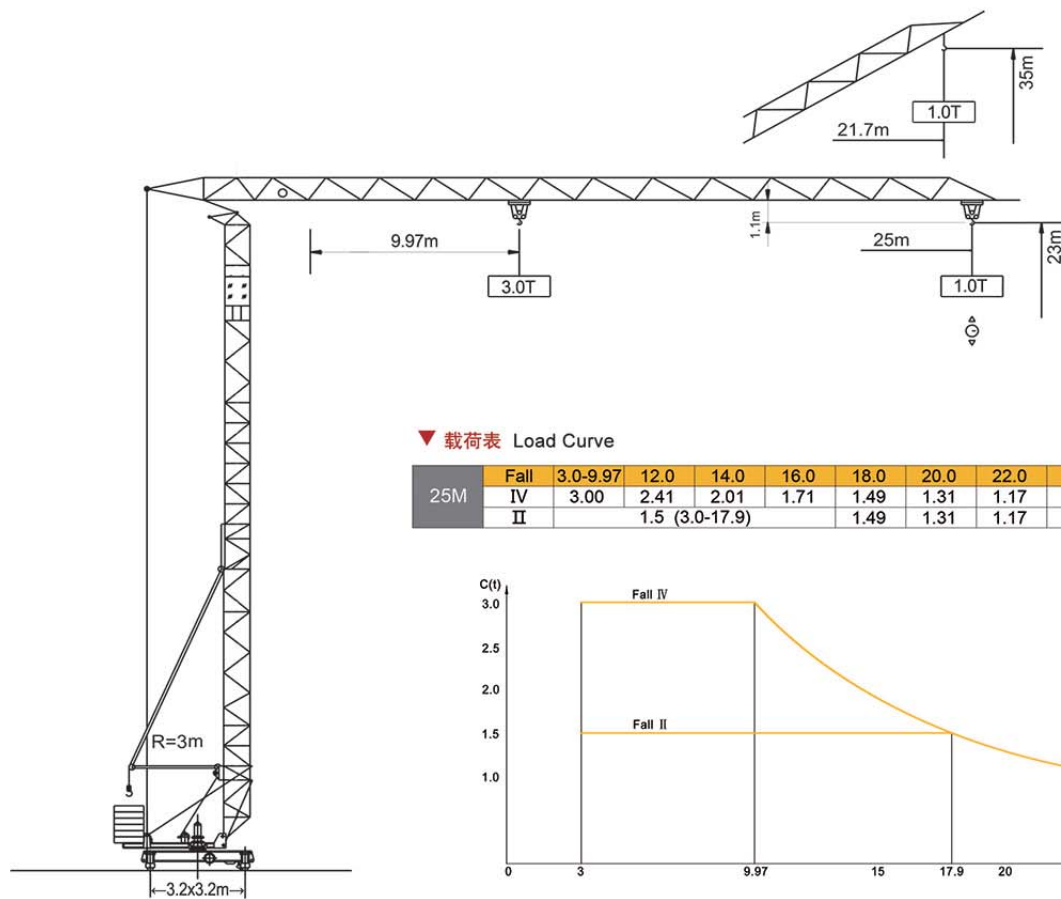 35m
1.0T
21.7m
1.1m
9.97m
25m
23m
3.0T
1.0T
载荷表 Load Curve
25M Fall 3.0-9.97 12.0 14.0 16.0 18.0 20.0 22.0
IV 3.00 2.41 2.01 1.71 1.49 1.31 1.17
II 1.5 (3.0-17.9) 1.49 1.31 1.17
C(t)
3.0
Fall IV
2.5
2.0
1.5
Fall II
1.0
0 3 9.97 15 17.9 20
R=3m
3.2x3.2m